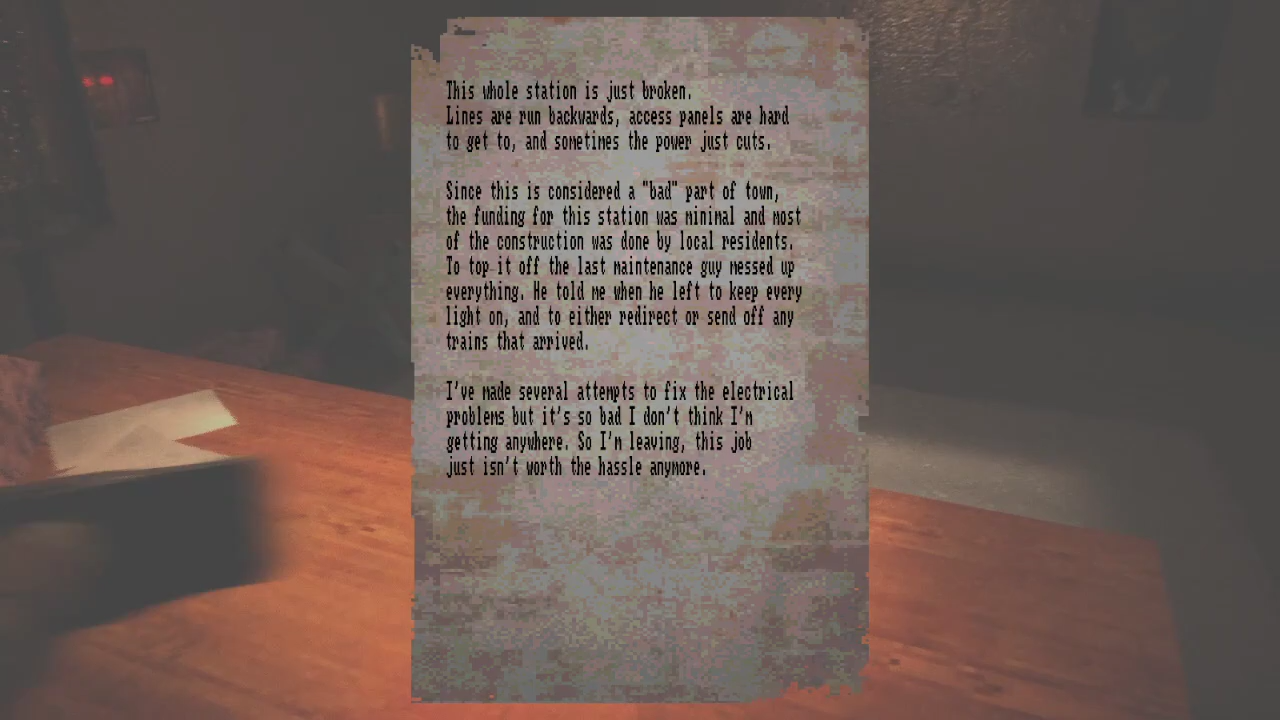 This whole station is just broken.
Lines are run backwards, access panels are hard
to get to, and sometimes the power just cuts.
Since this is considered a "bad" part of town,
the funding for this station was minimal and most
of the construction was done by local residents.
To top it off the last maintenance guy messed up
everything. He told me when he left to keep every
light on, and to either redirect or send off any
trains that arrived.
I've made several attempts to fix the electrical
problems but it's so bad I don't think I'm
getting anywhere. So I'm leaving, this job
just isn't worth the hassle anymore.